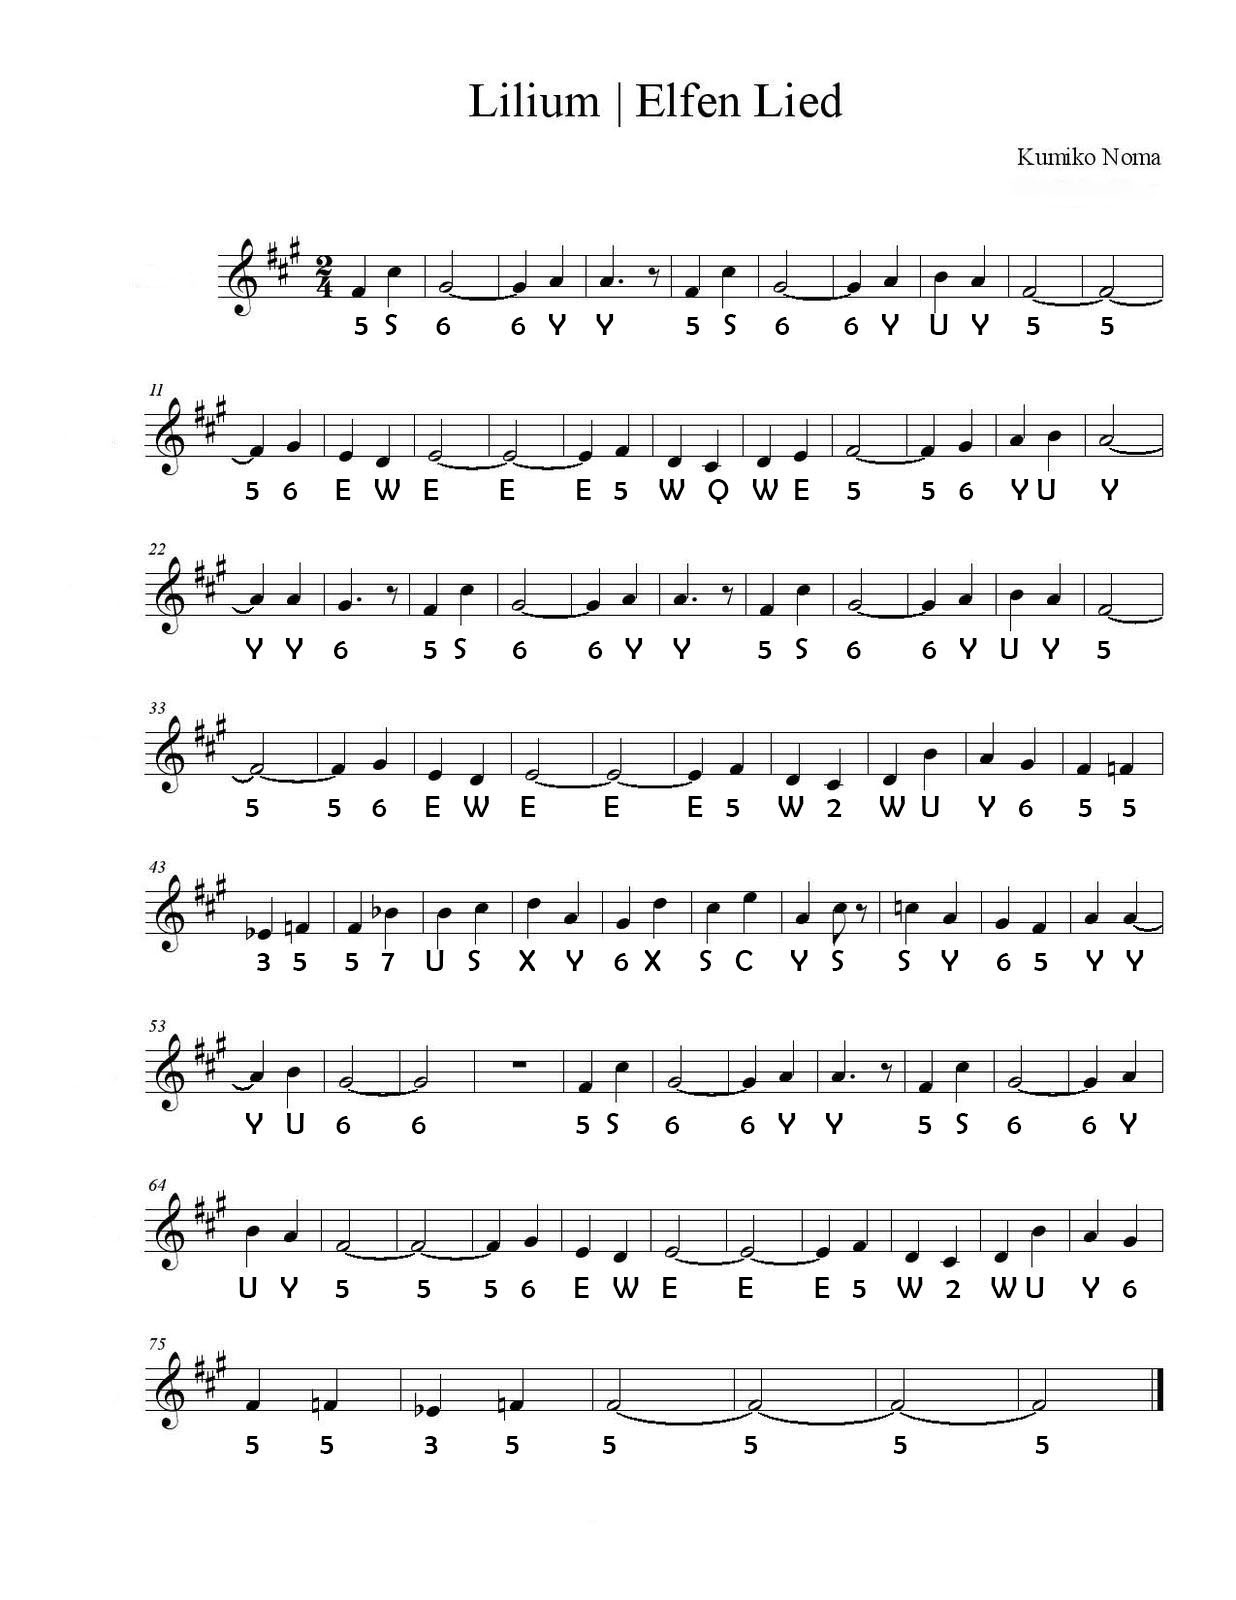 Lilium | Elfen Lied
Kumiko Noma
2
4
5 S 6 6 Y Y 5 S 6 6 Y U Y 5 5
11
5 6 E W E E E 5 W Q W E 5 5 6 Y U Y
22
Y Y 6 5 S 6 6 Y Y 5 S 6 6 Y U Y 5
33
5 5 6 E W E E E 5 W 2 W U Y 6 5 5
43
3 5 5 7 U S X Y 6 X S C Y S S Y 6 5 Y Y
53
Y U 6 6 5 S 6 6 Y Y 5 S 6 6 Y
64
U Y 5 5 5 6 E W E E E 5 W 2 W U Y 6
75
5 5 3 5 5 5 5 5